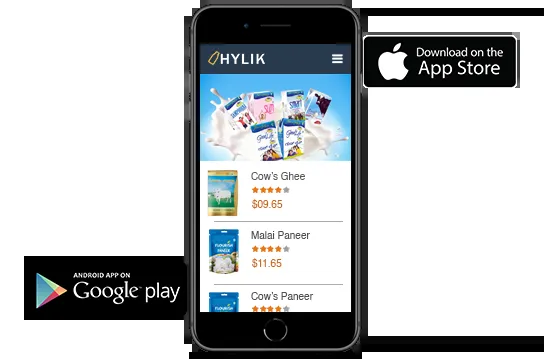 HYLIK
Download on the
App Store
Cow's Ghee
$09.65
Malai Paneer
$11.65
Cow's Paneer
ANDROID APP ON
Google play